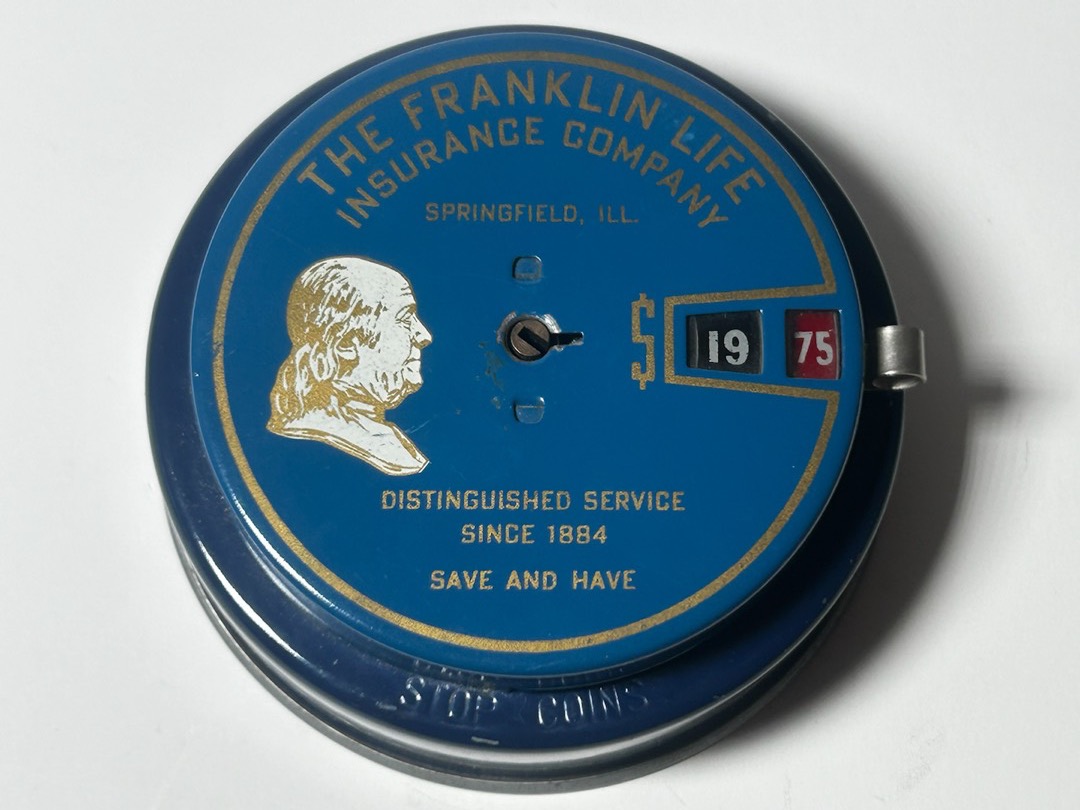 THE FRANKLIN LIFE
INSURANCE COMPANY
SPRINGFIELD, ILL.
$ 19 75
DISTINGUISHED SERVICE
SINCE 1884
SAVE AND HAVE
STOP COINS